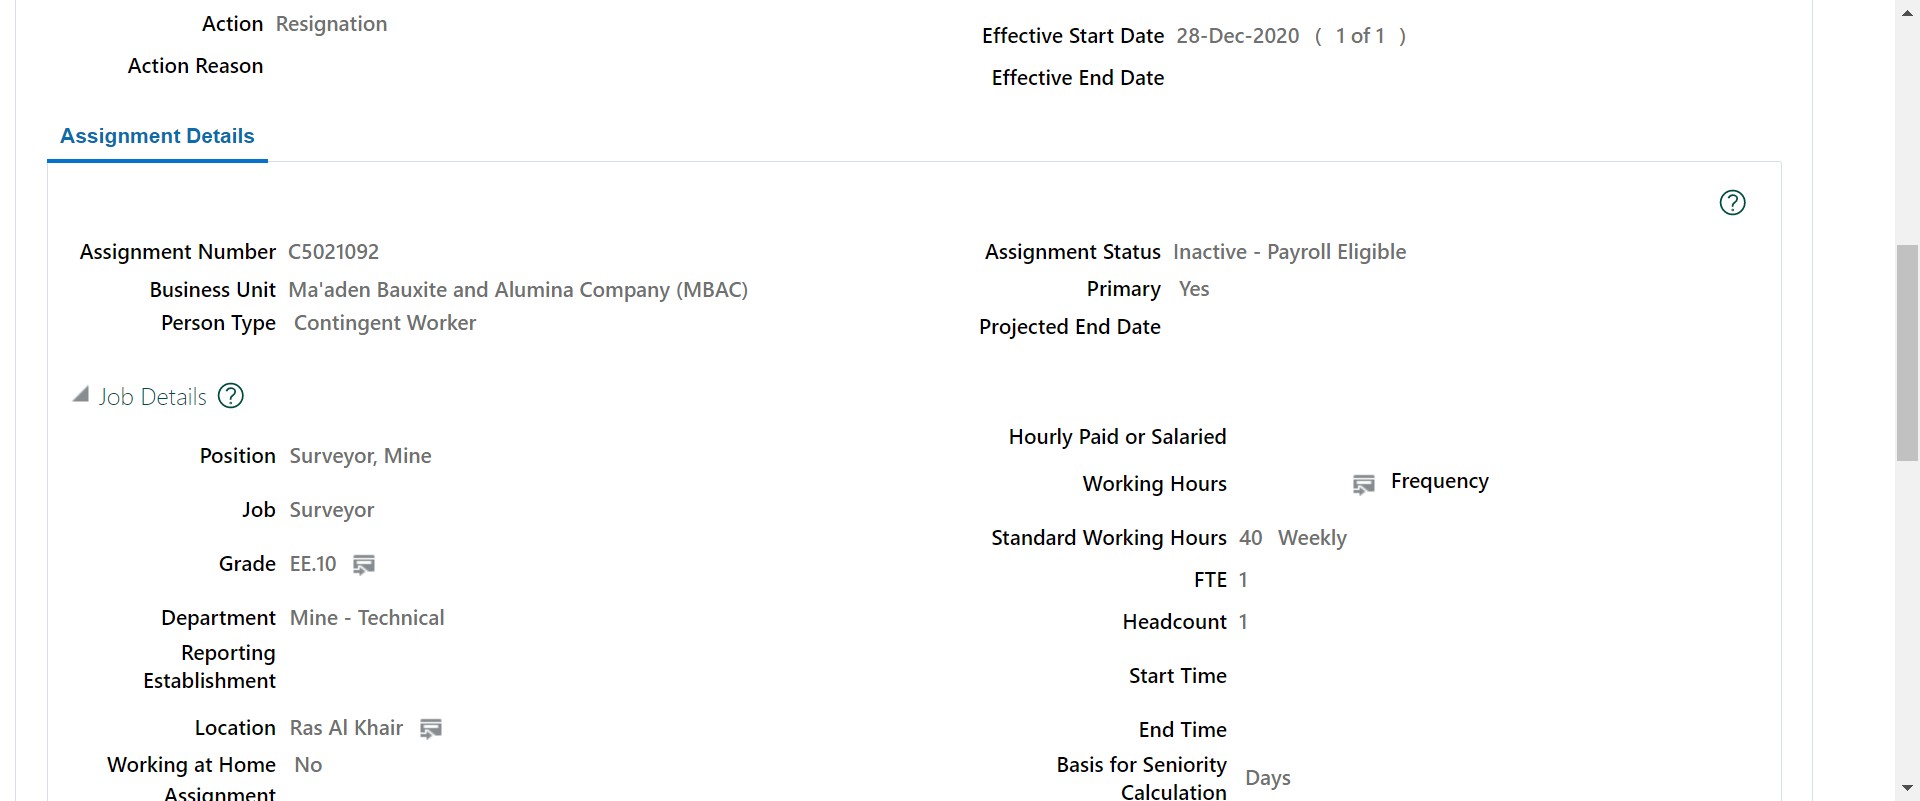 Action Resignation
Effective Start Date 28-Dec-2020 ( 1 of 1 )
Action Reason
Effective End Date
Assignment Details
?
Assignment Number C5021092
Assignment Status Inactive - Payroll Eligible
Business Unit Ma'aden Bauxite and Alumina Company (MBAC)
Primary Yes
Person Type Contingent Worker
Projected End Date
Job Details ?
Hourly Paid or Salaried
Position Surveyor, Mine
Working Hours Frequency
Job Surveyor
Standard Working Hours 40 Weekly
Grade EE.10
FTE 1
Department Mine - Technical
Headcount 1
Reporting
Establishment
Start Time
Location Ras Al Khair
End Time
Working at Home No
Basis for Seniority
Calculation Days
Assignment